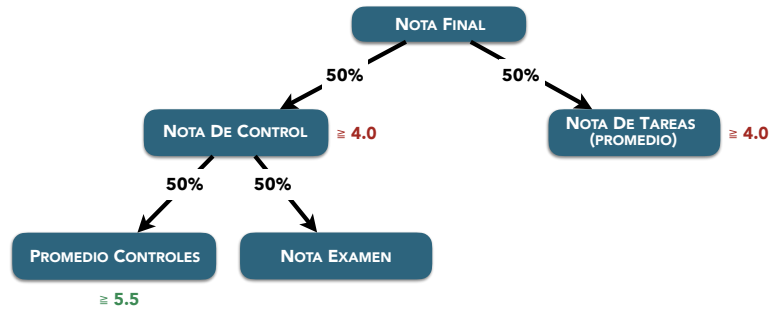 Nota Final
50%
50%
Nota De Control
≧ 4.0
Nota De Tareas
(promedio)
≧ 4.0
50%
50%
Promedio Controles
Nota Examen
≧ 5.5